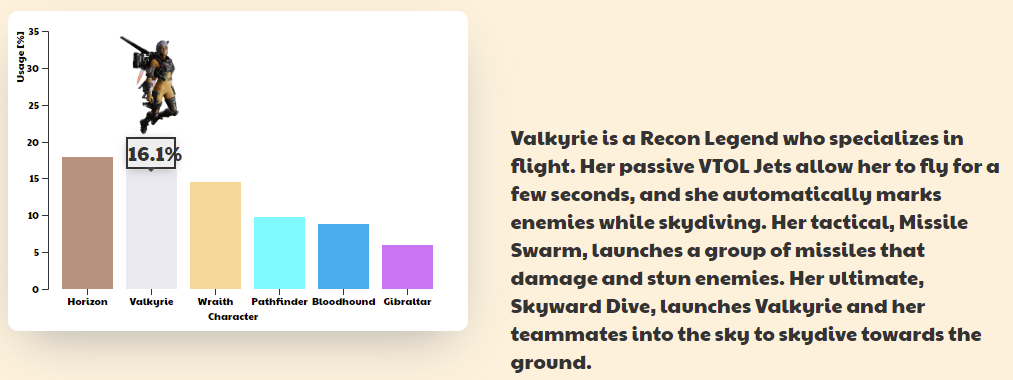 Usage [%]
35
30
25
20
15
10
5
0
16.1%
Horizon Valkyrie Wraith Pathfinder Bloodhound Gibraltar
Character
Valkyrie is a Recon Legend who specializes in
flight. Her passive VTOL Jets allow her to fly for a
few seconds, and she automatically marks
enemies while skydiving. Her tactical, Missile
Swarm, launches a group of missiles that
damage and stun enemies. Her ultimate,
Skyward Dive, launches Valkyrie and her
teammates into the sky to skydive towards the
ground.